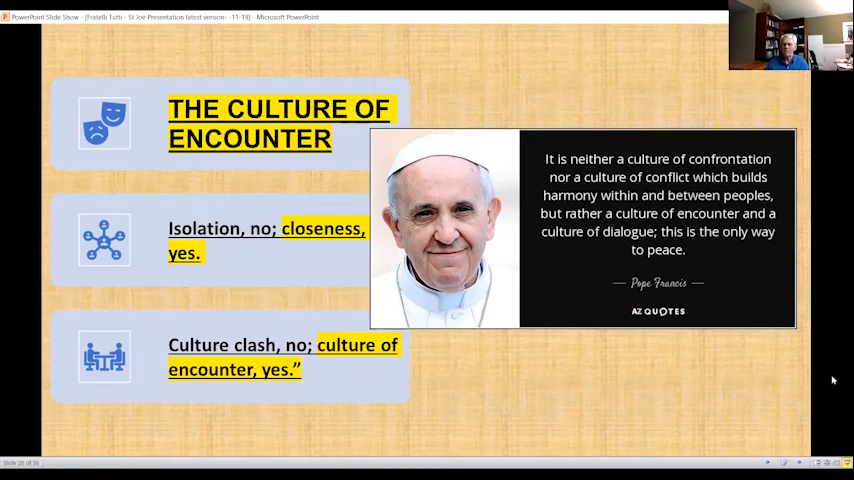 PowerPoint Slide Show - [Fratelli Tutti - St Joe Presentation latest version- -11-19] - Microsoft PowerPoint
THE CULTURE OF
ENCOUNTER
Isolation, no; closeness,
yes.
Culture clash, no; culture of
encounter, yes.”
It is neither a culture of confrontation
nor a culture of conflict which builds
harmony within and between peoples,
but rather a culture of encounter and a
culture of dialogue; this is the only way
to peace.
— Pope Francis —
AZ QUOTES
Slide 20 of 36